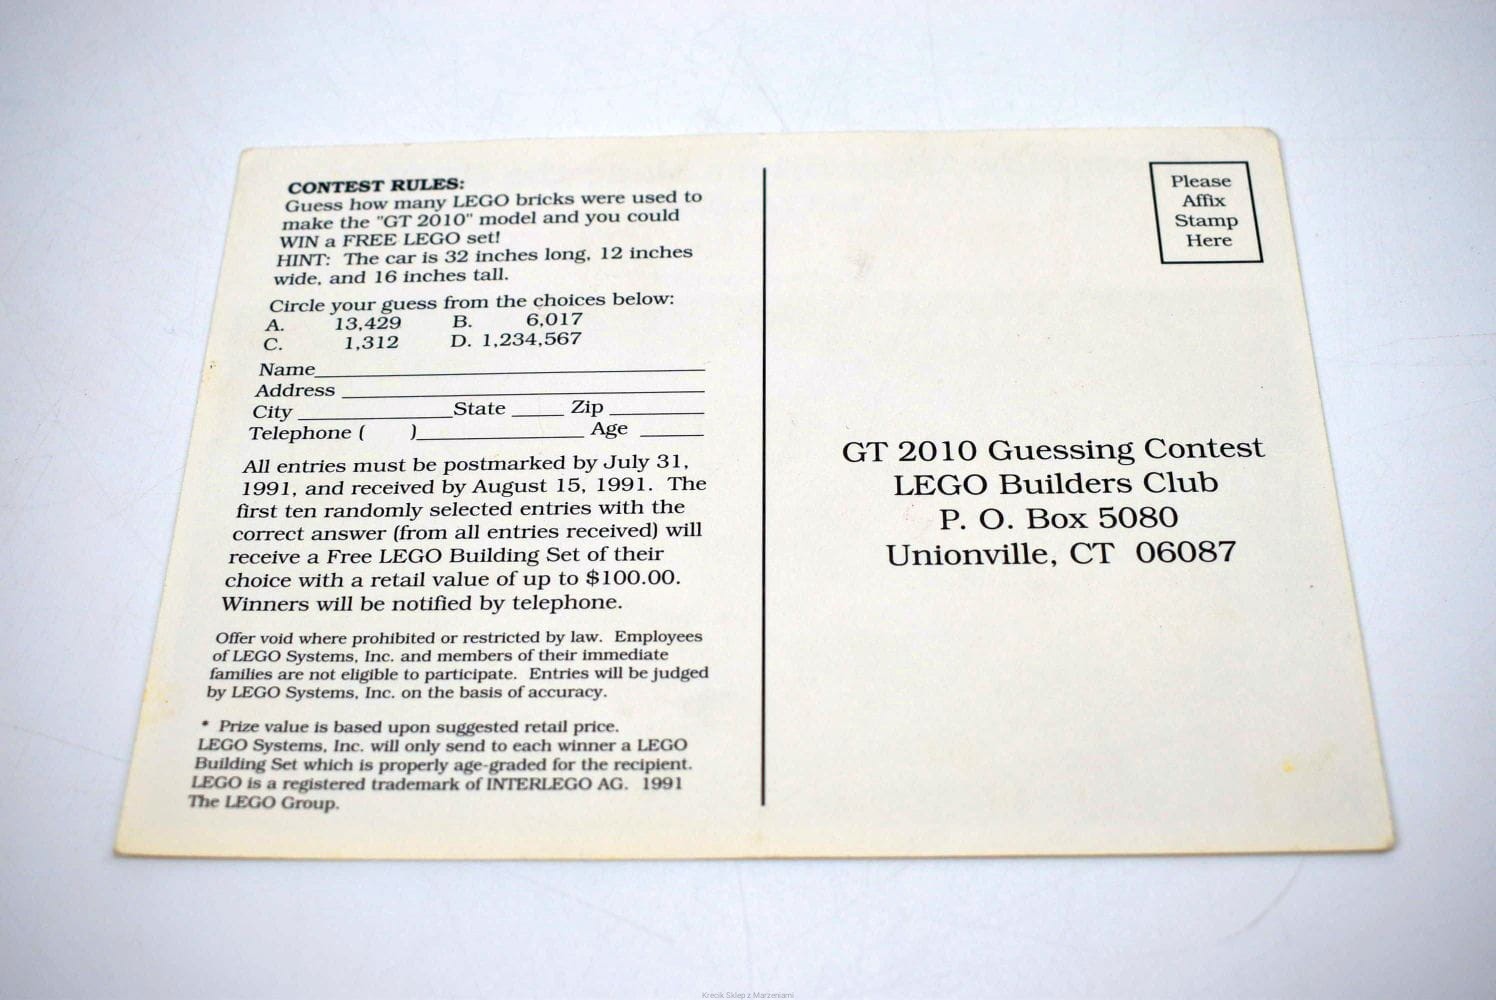 CONTEST RULES:
Guess how many LEGO bricks were used to
make the "GT 2010" model and you could
WIN a FREE LEGO set!
HINT: The car is 32 inches long, 12 inches
wide, and 16 inches tall.
Circle your guess from the choices below:
A. 13,429 B. 6,017
C. 1,312 D. 1,234,567
Name
Address
City State Zip
Telephone ( ) Age
All entries must be postmarked by July 31,
1991, and received by August 15, 1991. The
first ten randomly selected entries with the
correct answer (from all entries received) will
receive a Free LEGO Building Set of their
choice with a retail value of up to $100.00.
Winners will be notified by telephone.
Offer void where prohibited or restricted by law. Employees
of LEGO Systems, Inc. and members of their immediate
families are not eligible to participate. Entries will be judged
by LEGO Systems, Inc. on the basis of accuracy.
* Prize value is based upon suggested retail price.
LEGO Systems, Inc. will only send to each winner a LEGO
Building Set which is properly age-graded for the recipient.
LEGO is a registered trademark of INTERLEGO AG. 1991
The LEGO Group.
Please
Affix
Stamp
Here
GT 2010 Guessing Contest
LEGO Builders Club
P. O. Box 5080
Unionville, CT 06087
Krecik Sklep z Marzeniami